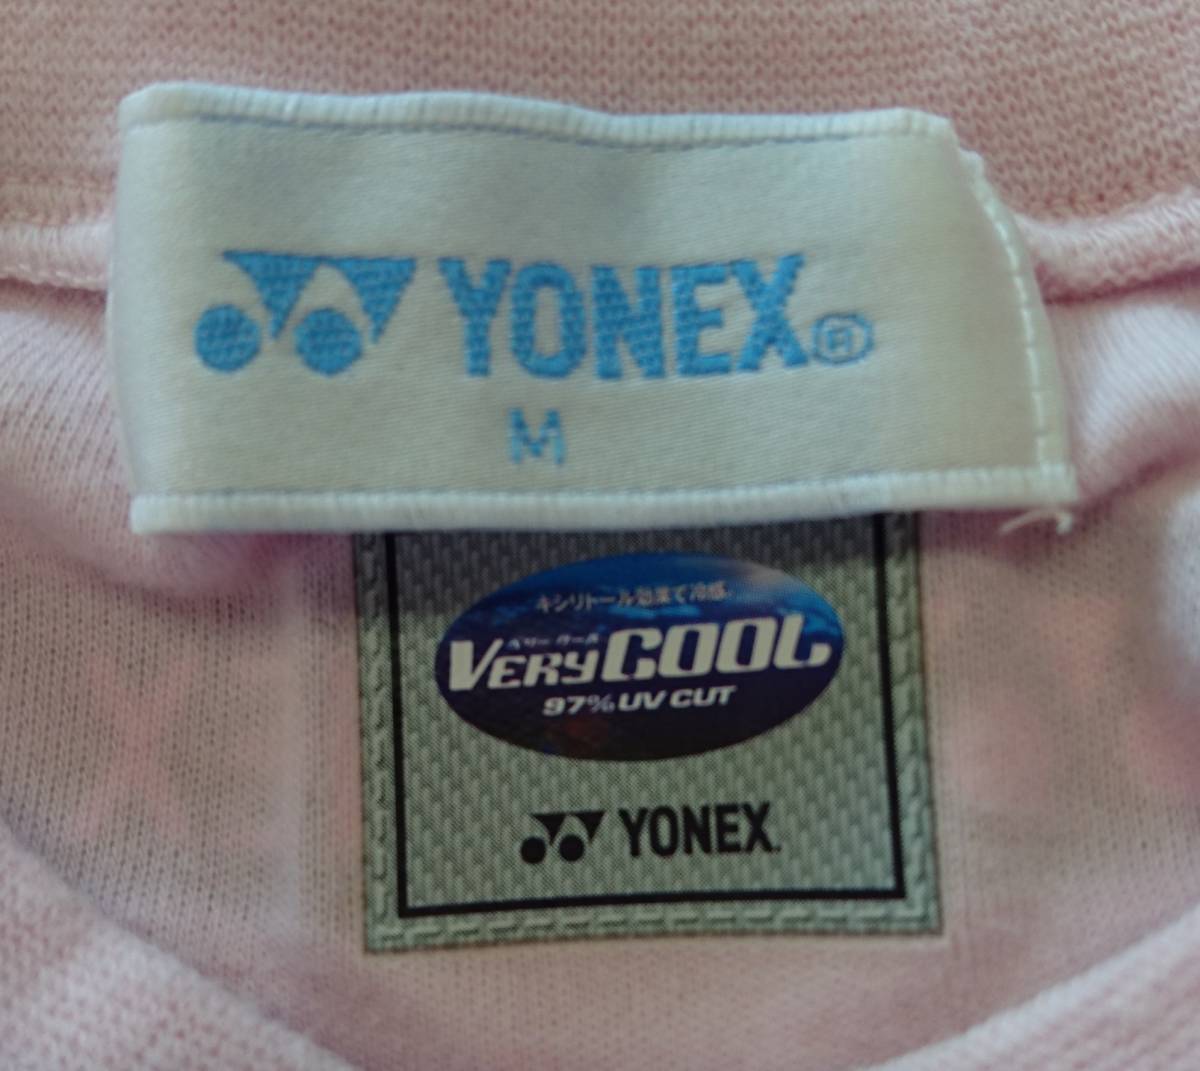 YONEX®
M
キシリトール効果で冷感
ベリー クール
VERY COOL
97% UV CUT
YONEX